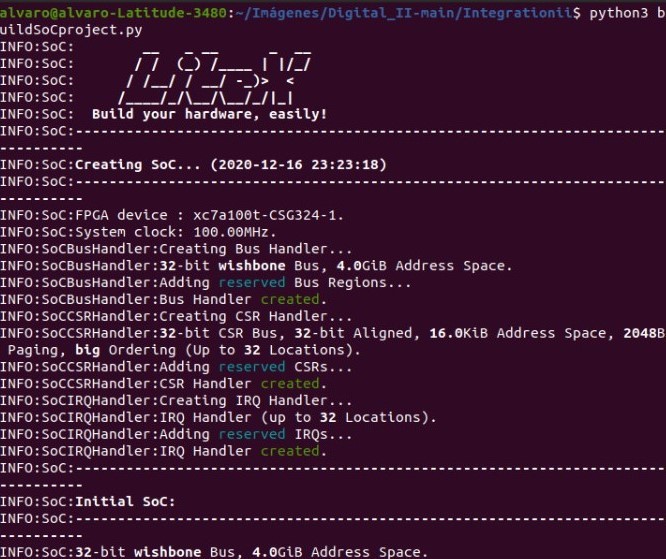 alvaro@alvaro-Latitude-3480:~/Imágenes/Digital_II-main/Integrationii$ python3 b
uildSoCproject.py
INFO:SoC:        __   _ __      _  __
INFO:SoC:       / /  (_) /____ | |/_/
INFO:SoC:      / /__/ / __/ -_)>  <
INFO:SoC:     /____/_/\__/\__/_/|_|
INFO:SoC:  Build your hardware, easily!
INFO:SoC:--------------------------------------------------------------------
----------
INFO:SoC:Creating SoC... (2020-12-16 23:23:18)
INFO:SoC:--------------------------------------------------------------------
----------
INFO:SoC:FPGA device : xc7a100t-CSG324-1.
INFO:SoC:System clock: 100.00MHz.
INFO:SoCBusHandler:Creating Bus Handler...
INFO:SoCBusHandler:32-bit wishbone Bus, 4.0GiB Address Space.
INFO:SoCBusHandler:Adding reserved Bus Regions...
INFO:SoCBusHandler:Bus Handler created.
INFO:SoCCSRHandler:Creating CSR Handler...
INFO:SoCCSRHandler:32-bit CSR Bus, 32-bit Aligned, 16.0KiB Address Space, 2048B
 Paging, big Ordering (Up to 32 Locations).
INFO:SoCCSRHandler:Adding reserved CSRs...
INFO:SoCCSRHandler:CSR Handler created.
INFO:SoCIRQHandler:Creating IRQ Handler...
INFO:SoCIRQHandler:IRQ Handler (up to 32 Locations).
INFO:SoCIRQHandler:Adding reserved IRQs...
INFO:SoCIRQHandler:IRQ Handler created.
INFO:SoC:--------------------------------------------------------------------
----------
INFO:SoC:Initial SoC:
INFO:SoC:--------------------------------------------------------------------
----------
INFO:SoC:32-bit wishbone Bus, 4.0GiB Address Space.